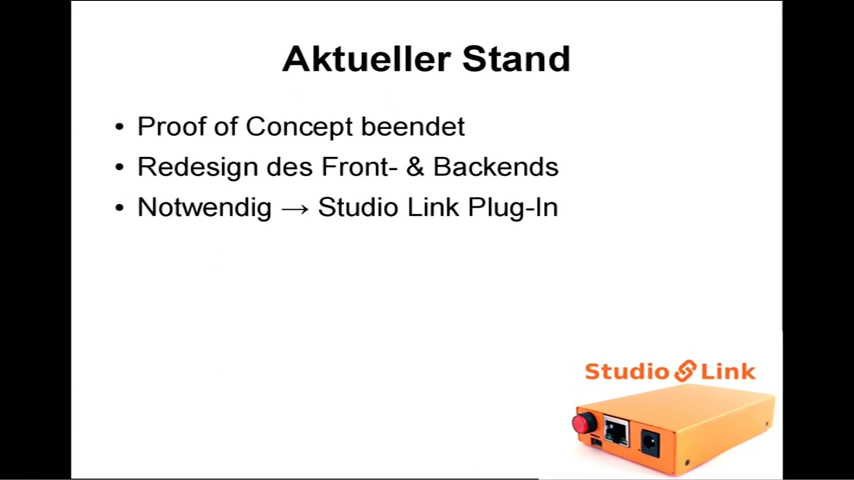 Aktueller Stand
• Proof of Concept beendet
• Redesign des Front- & Backends
• Notwendig → Studio Link Plug-In
Studio Link